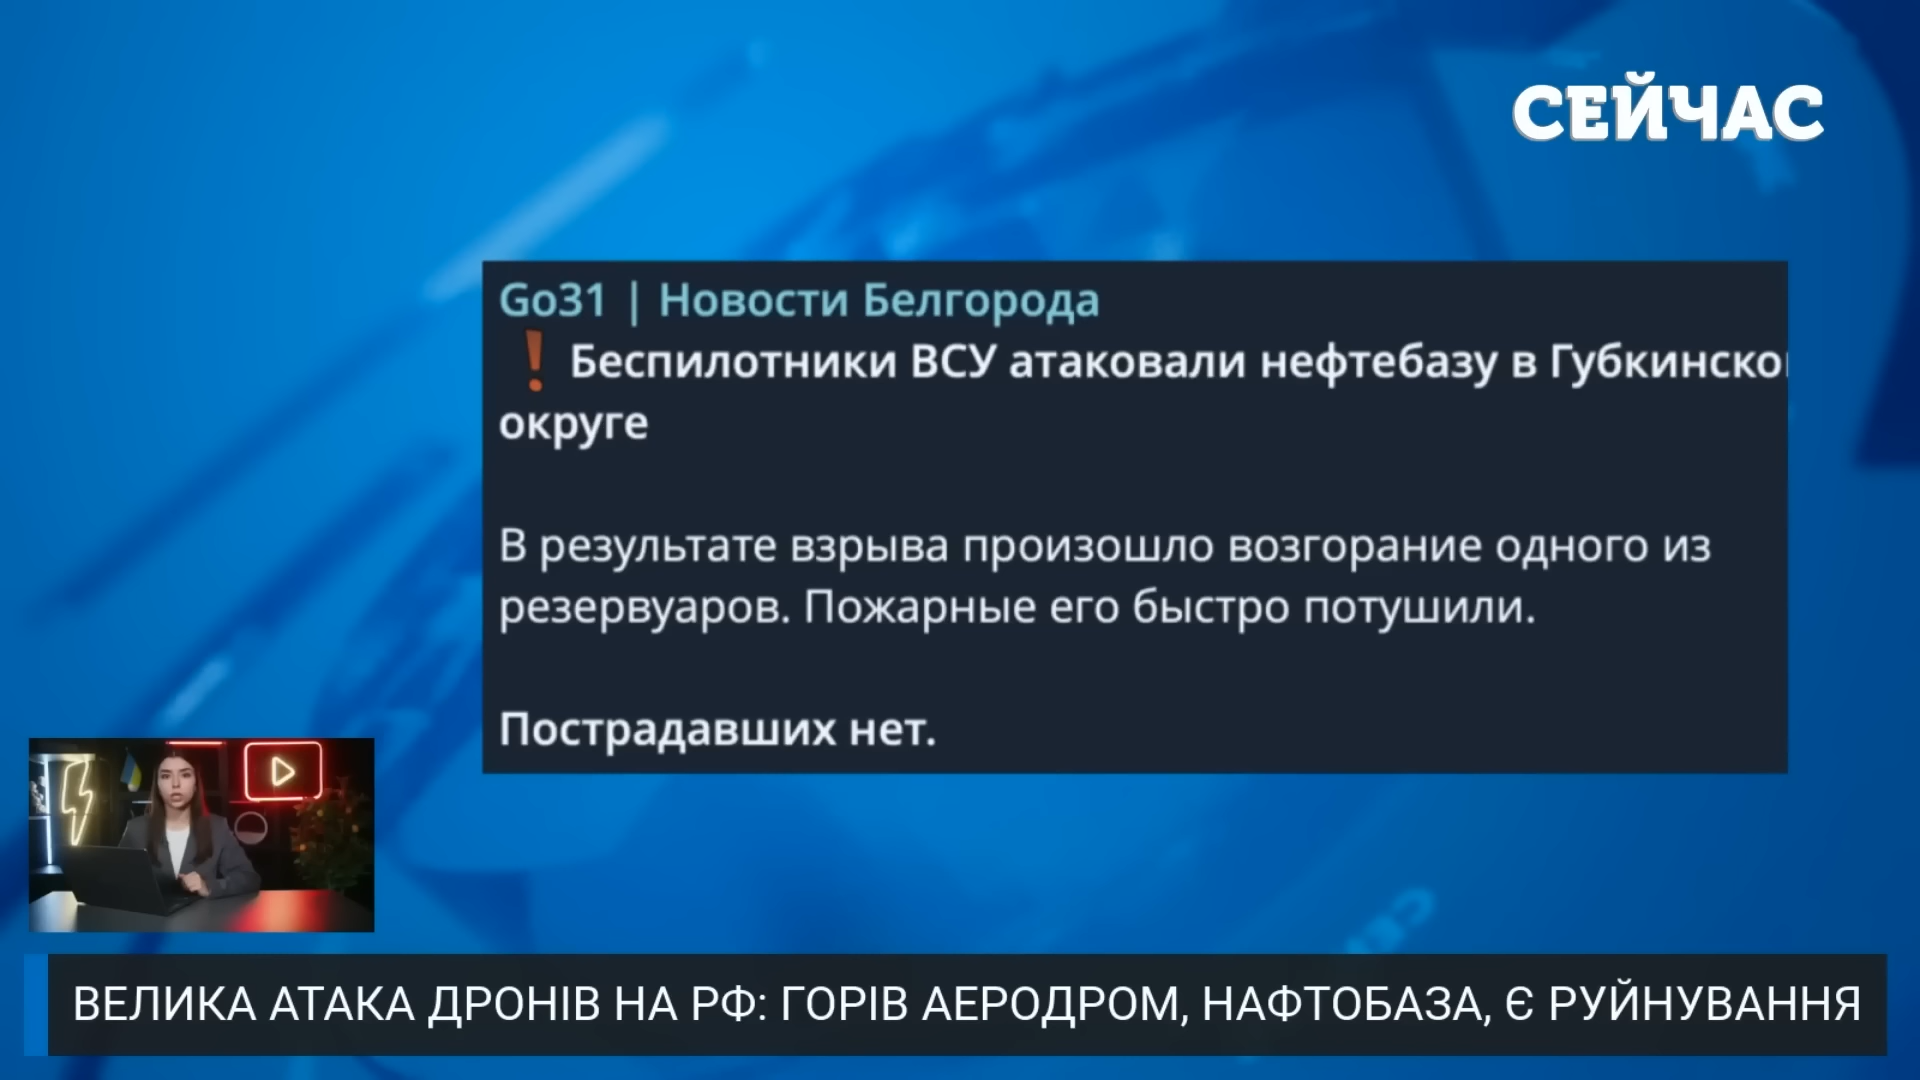 СЕЙЧАС
Go31 | Новости Белгорода
❗ Беспилотники ВСУ атаковали нефтебазу в Губкинско
округе
В результате взрыва произошло возгорание одного из
резервуаров. Пожарные его быстро потушили.
Пострадавших нет.
ВЕЛИКА АТАКА ДРОНІВ НА РФ: ГОРІВ АЕРОДРОМ, НАФТОБАЗА, Є РУЙНУВАННЯ